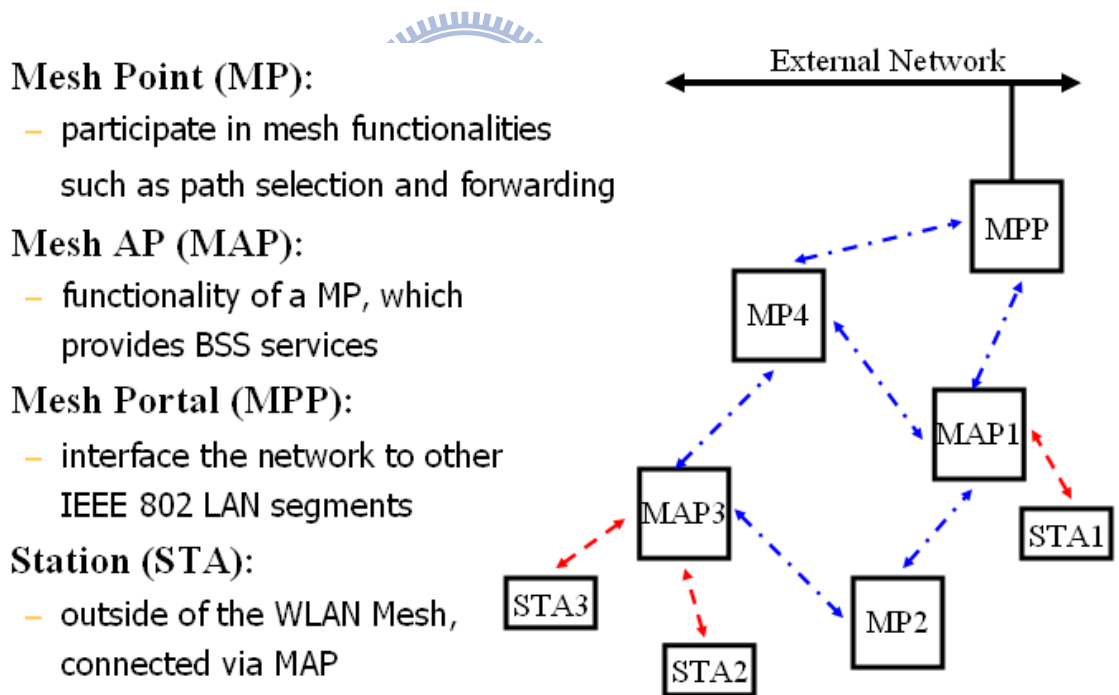 Mesh Point (MP):
– participate in mesh functionalities
such as path selection and forwarding
Mesh AP (MAP):
– functionality of a MP, which
provides BSS services
Mesh Portal (MPP):
– interface the network to other
IEEE 802 LAN segments
Station (STA):
– outside of the WLAN Mesh,
connected via MAP
External Network
MPP
MP4
MAP1
MAP3
STA1
STA3
MP2
STA2